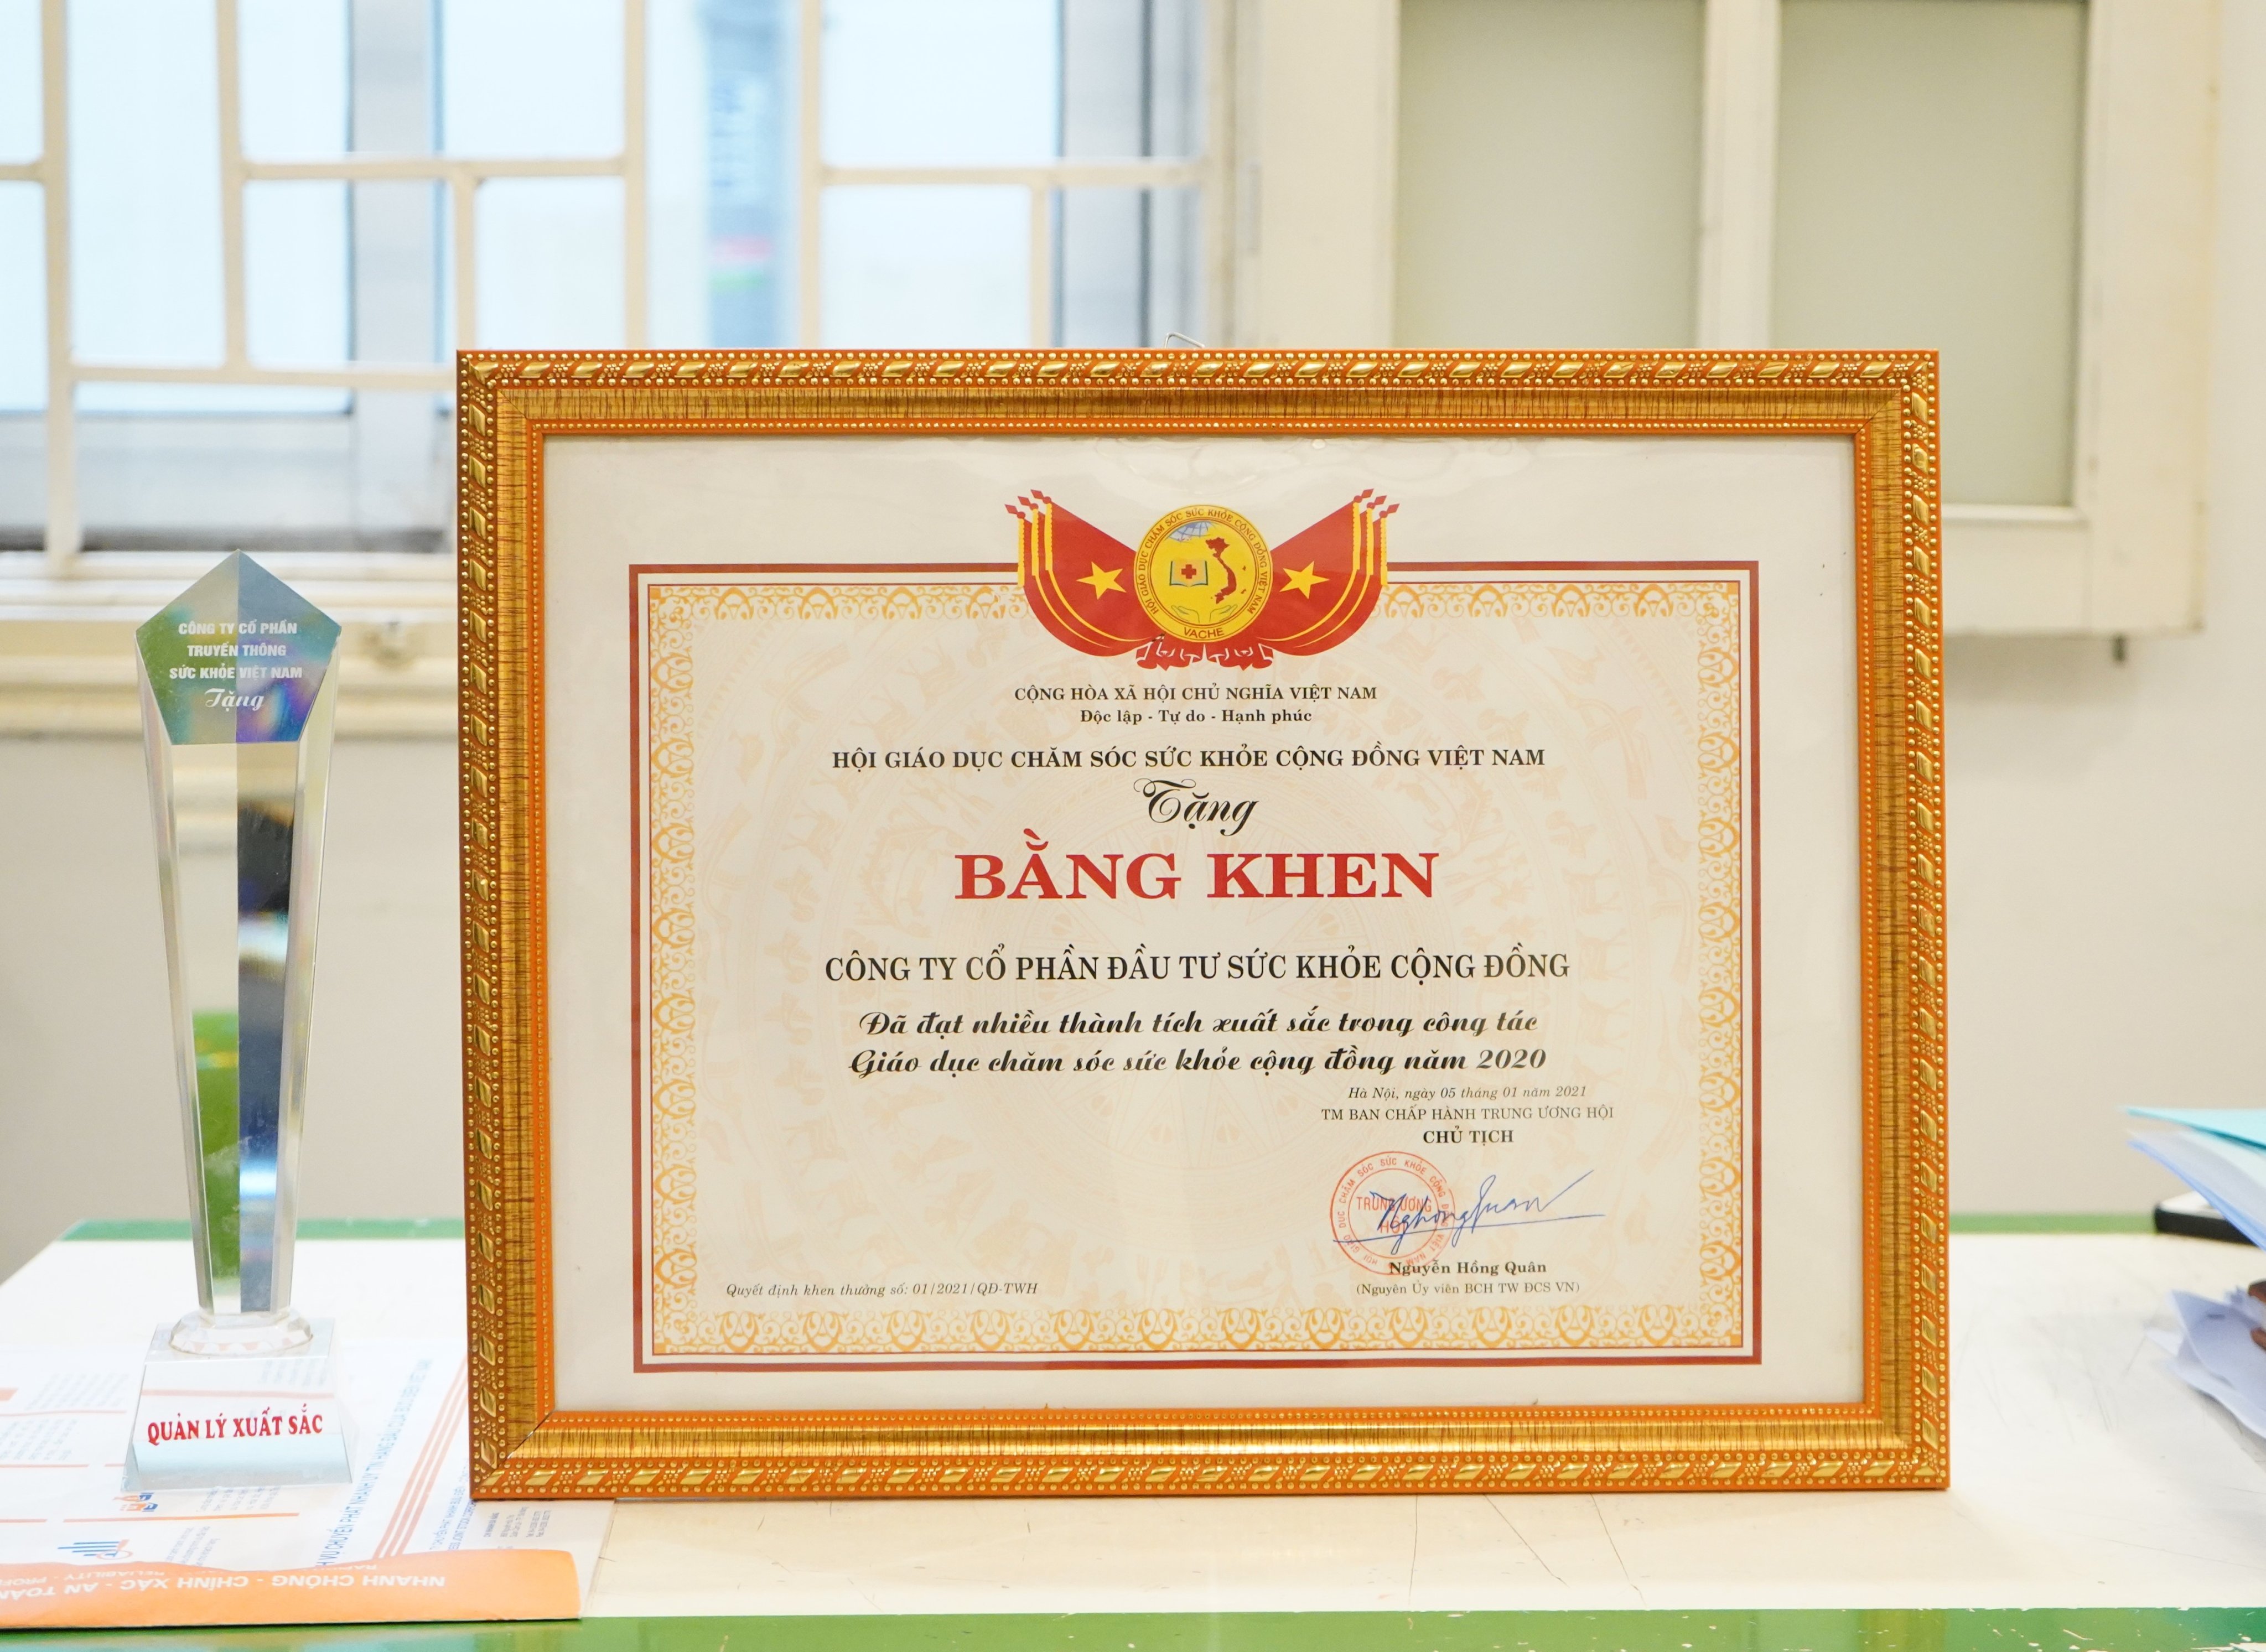 CÔNG TY CỔ PHẦN
TRUYỀN THÔNG
SỨC KHỎE VIỆT NAM
Tặng
QUẢN LÝ XUẤT SẮC
HỘI GIÁO DỤC CHĂM SÓC SỨC KHỎE CỘNG ĐỒNG VIỆT NAM
VACHE
CỘNG HÒA XÃ HỘI CHỦ NGHĨA VIỆT NAM
Độc lập - Tự do - Hạnh phúc
HỘI GIÁO DỤC CHĂM SÓC SỨC KHỎE CỘNG ĐỒNG VIỆT NAM
Tặng
BẰNG KHEN
CÔNG TY CỔ PHẦN ĐẦU TƯ SỨC KHỎE CỘNG ĐỒNG
Đã đạt nhiều thành tích xuất sắc trong công tác
Giáo dục chăm sóc sức khỏe cộng đồng năm 2020
Hà Nội, ngày 05 tháng 01 năm 2021
TM BAN CHẤP HÀNH TRUNG ƯƠNG HỘI
CHỦ TỊCH
TRUNG ƯƠNG
HỘI
Nguyễn Hồng Quân
(Nguyên Ủy viên BCH TW ĐCS VN)
Quyết định khen thưởng số: 01/2021/QĐ-TWH
NHANH CHÓNG - CHÍNH XÁC - AN TOÀN